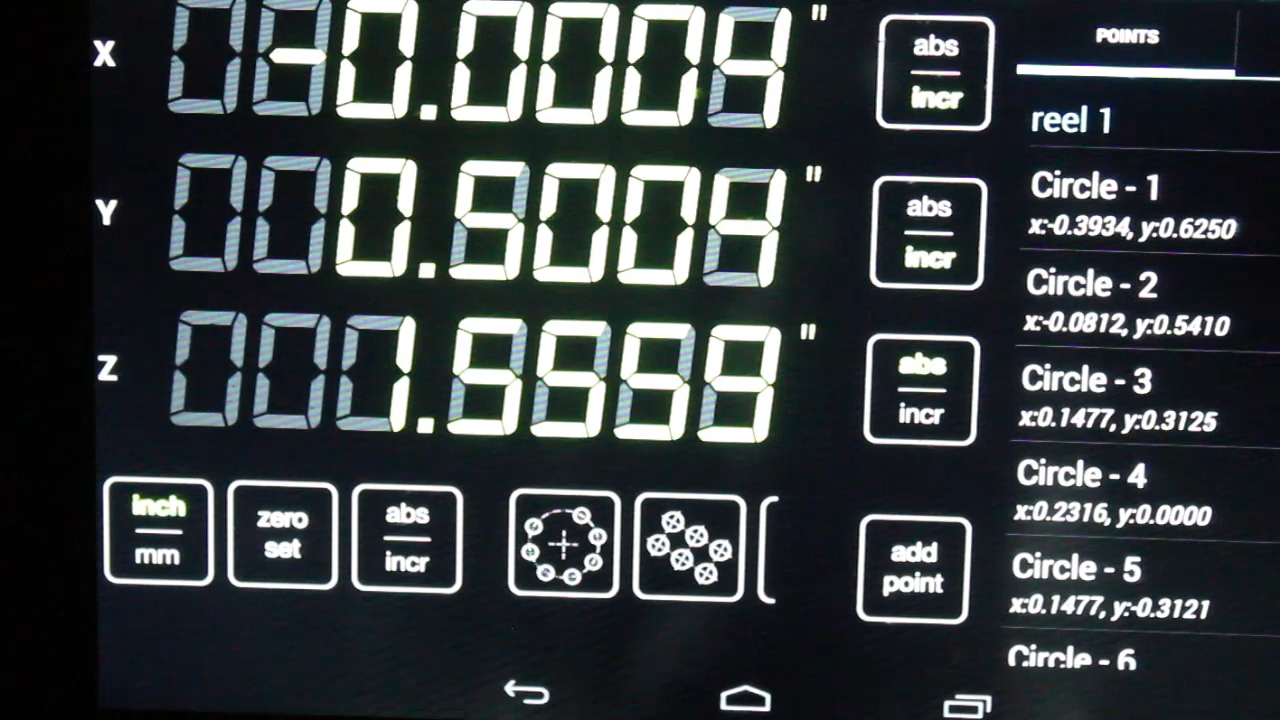 X -0.0004 "
abs
incr
Y 0.5004 "
abs
incr
Z 1.5559 "
abs
incr
inch
mm
zero
set
abs
incr
add
point
POINTS
reel 1
Circle - 1
x:-0.3934, y:0.6250
Circle - 2
x:-0.0812, y:0.5410
Circle - 3
x:0.1477, y:0.3125
Circle - 4
x:0.2316, y:0.0000
Circle - 5
x:0.1477, y:-0.3121
Circle - 6